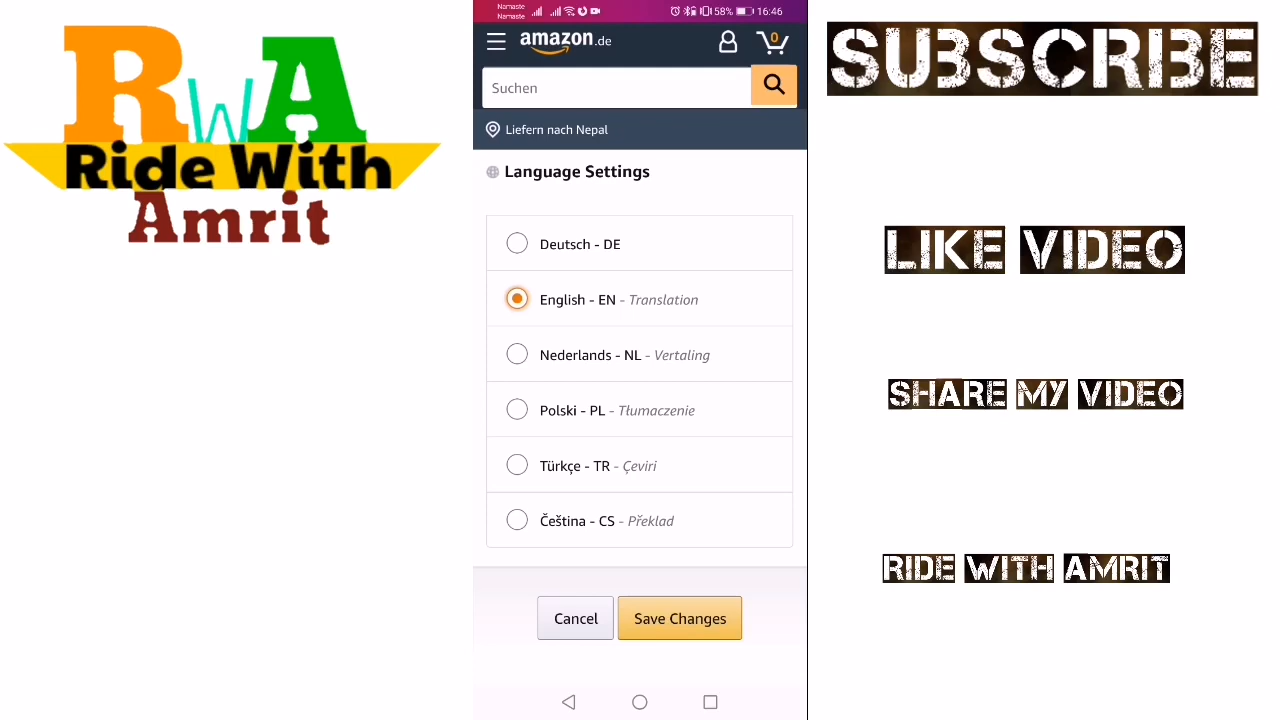 RWA
Ride With
Amrit
Namaste
Namaste
58% 16:46
amazon.de
0
Suchen
Liefern nach Nepal
Language Settings
Deutsch - DE
English - EN - Translation
Nederlands - NL - Vertaling
Polski - PL - Tłumaczenie
Türkçe - TR - Çeviri
Čeština - CS - Překlad
Cancel
Save Changes
SUBSCRIBE
LIKE VIDEO
SHARE MY VIDEO
RIDE WITH AMRIT